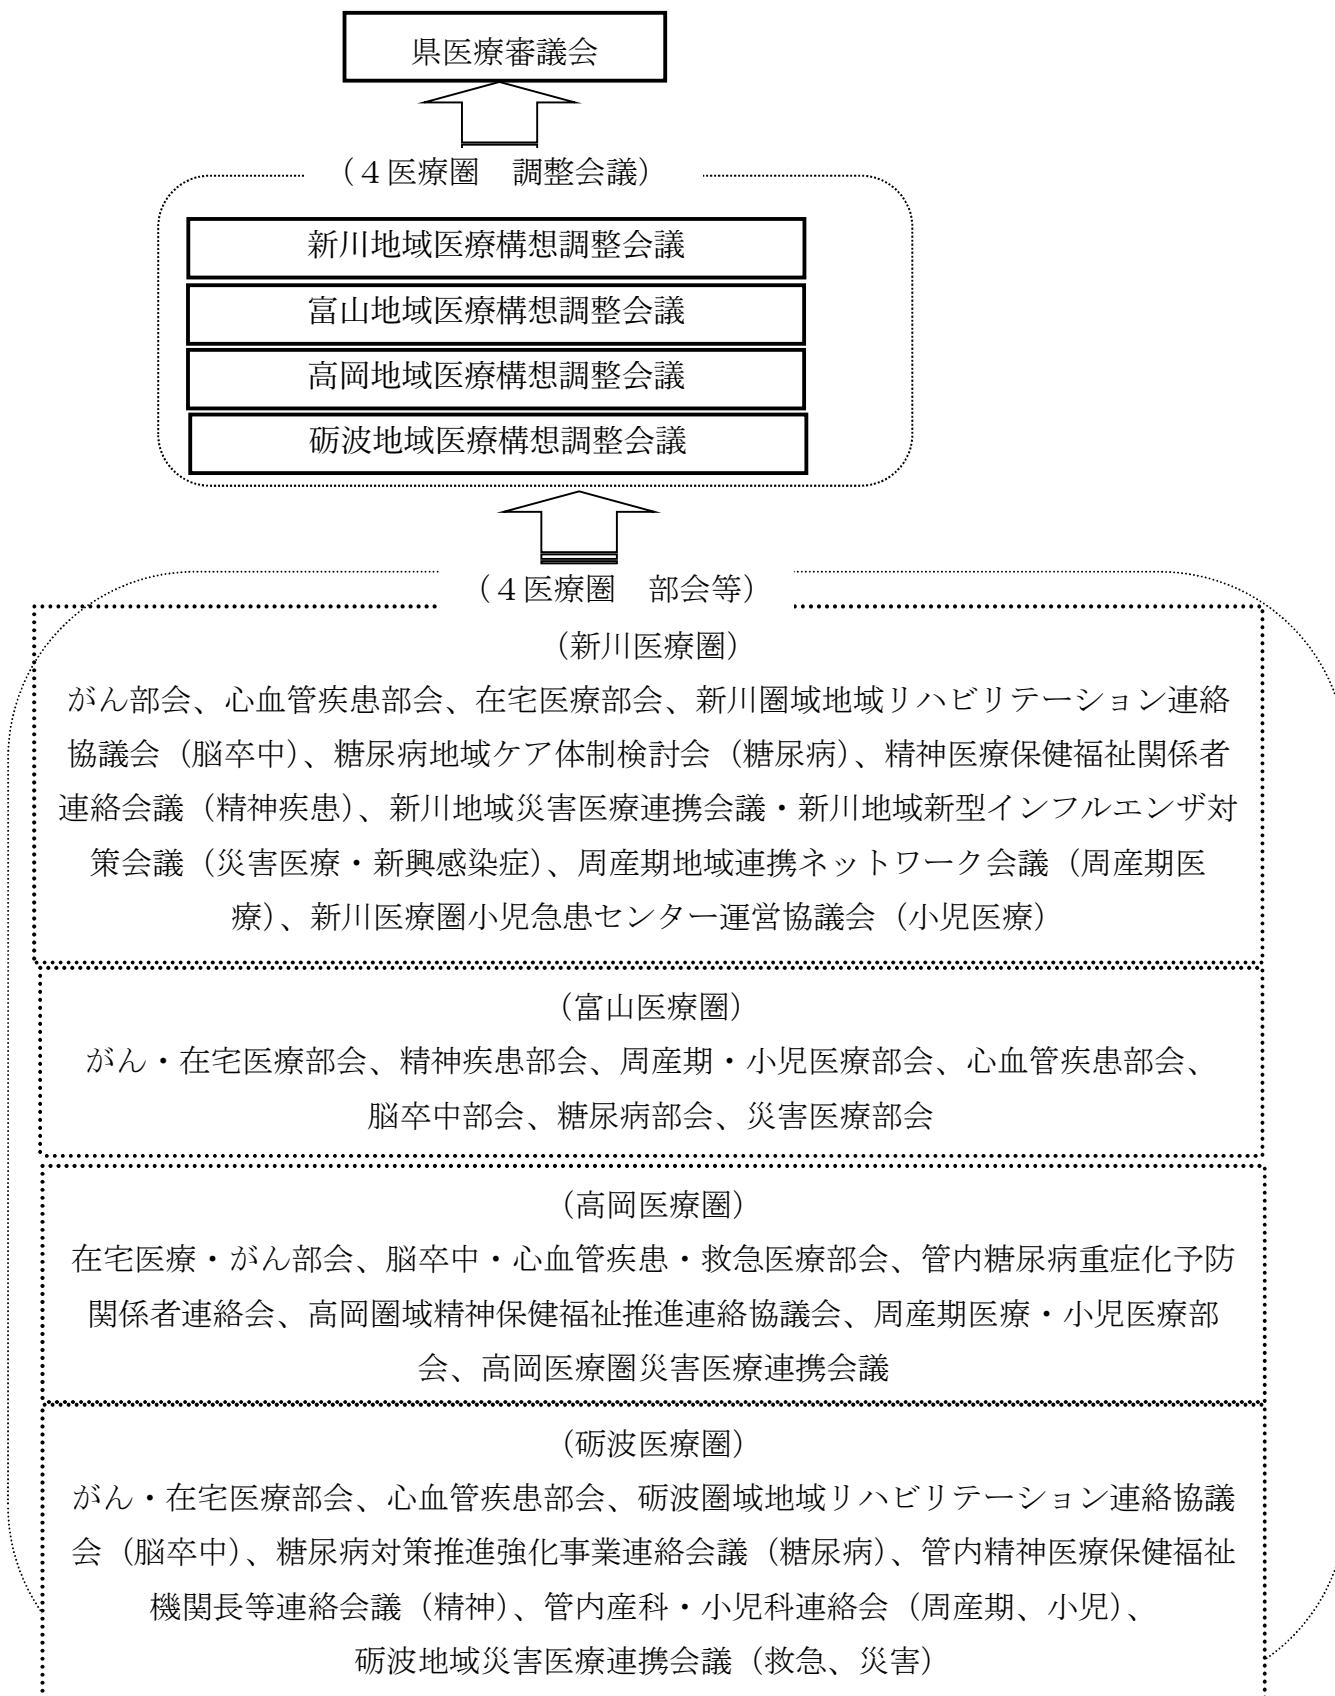 県医療審議会
（４医療圏　調整会議）
新川地域医療構想調整会議
富山地域医療構想調整会議
高岡地域医療構想調整会議
砺波地域医療構想調整会議
（４医療圏　部会等）
（新川医療圏）
がん部会、心血管疾患部会、在宅医療部会、新川圏域地域リハビリテーション連絡
協議会（脳卒中）、糖尿病地域ケア体制検討会（糖尿病）、精神医療保健福祉関係者
連絡会議（精神疾患）、新川地域災害医療連携会議・新川地域新型インフルエンザ対
策会議（災害医療・新興感染症）、周産期地域連携ネットワーク会議（周産期医
療）、新川医療圏小児急患センター運営協議会（小児医療）
（富山医療圏）
がん・在宅医療部会、精神疾患部会、周産期・小児医療部会、心血管疾患部会、
脳卒中部会、糖尿病部会、災害医療部会
（高岡医療圏）
在宅医療・がん部会、脳卒中・心血管疾患・救急医療部会、管内糖尿病重症化予防
関係者連絡会、高岡圏域精神保健福祉推進連絡協議会、周産期医療・小児医療部
会、高岡医療圏災害医療連携会議
（砺波医療圏）
がん・在宅医療部会、心血管疾患部会、砺波圏域地域リハビリテーション連絡協議
会（脳卒中）、糖尿病対策推進強化事業連絡会議（糖尿病）、管内精神医療保健福祉
機関長等連絡会議（精神）、管内産科・小児科連絡会（周産期、小児）、
砺波地域災害医療連携会議（救急、災害）